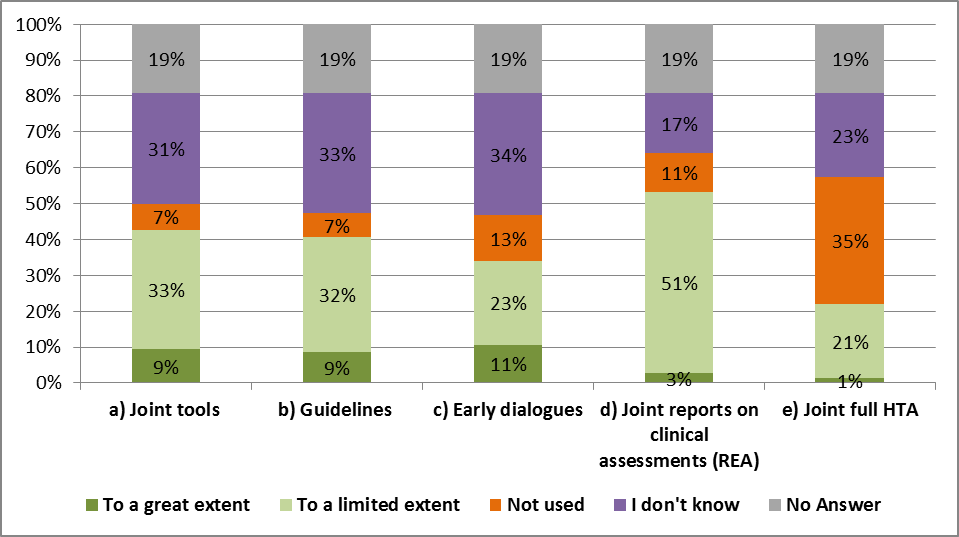 100%
90%
80%
70%
60%
50%
40%
30%
20%
10%
0%
19% 19% 19% 19% 19%
31% 33% 34% 17% 23%
7% 7% 13% 11% 35%
33% 32% 23% 51% 21%
9% 9% 11% 3% 1%
a) Joint tools b) Guidelines c) Early dialogues d) Joint reports on e) Joint full HTA
clinical
assessments (REA)
To a great extent To a limited extent Not used I don't know No Answer